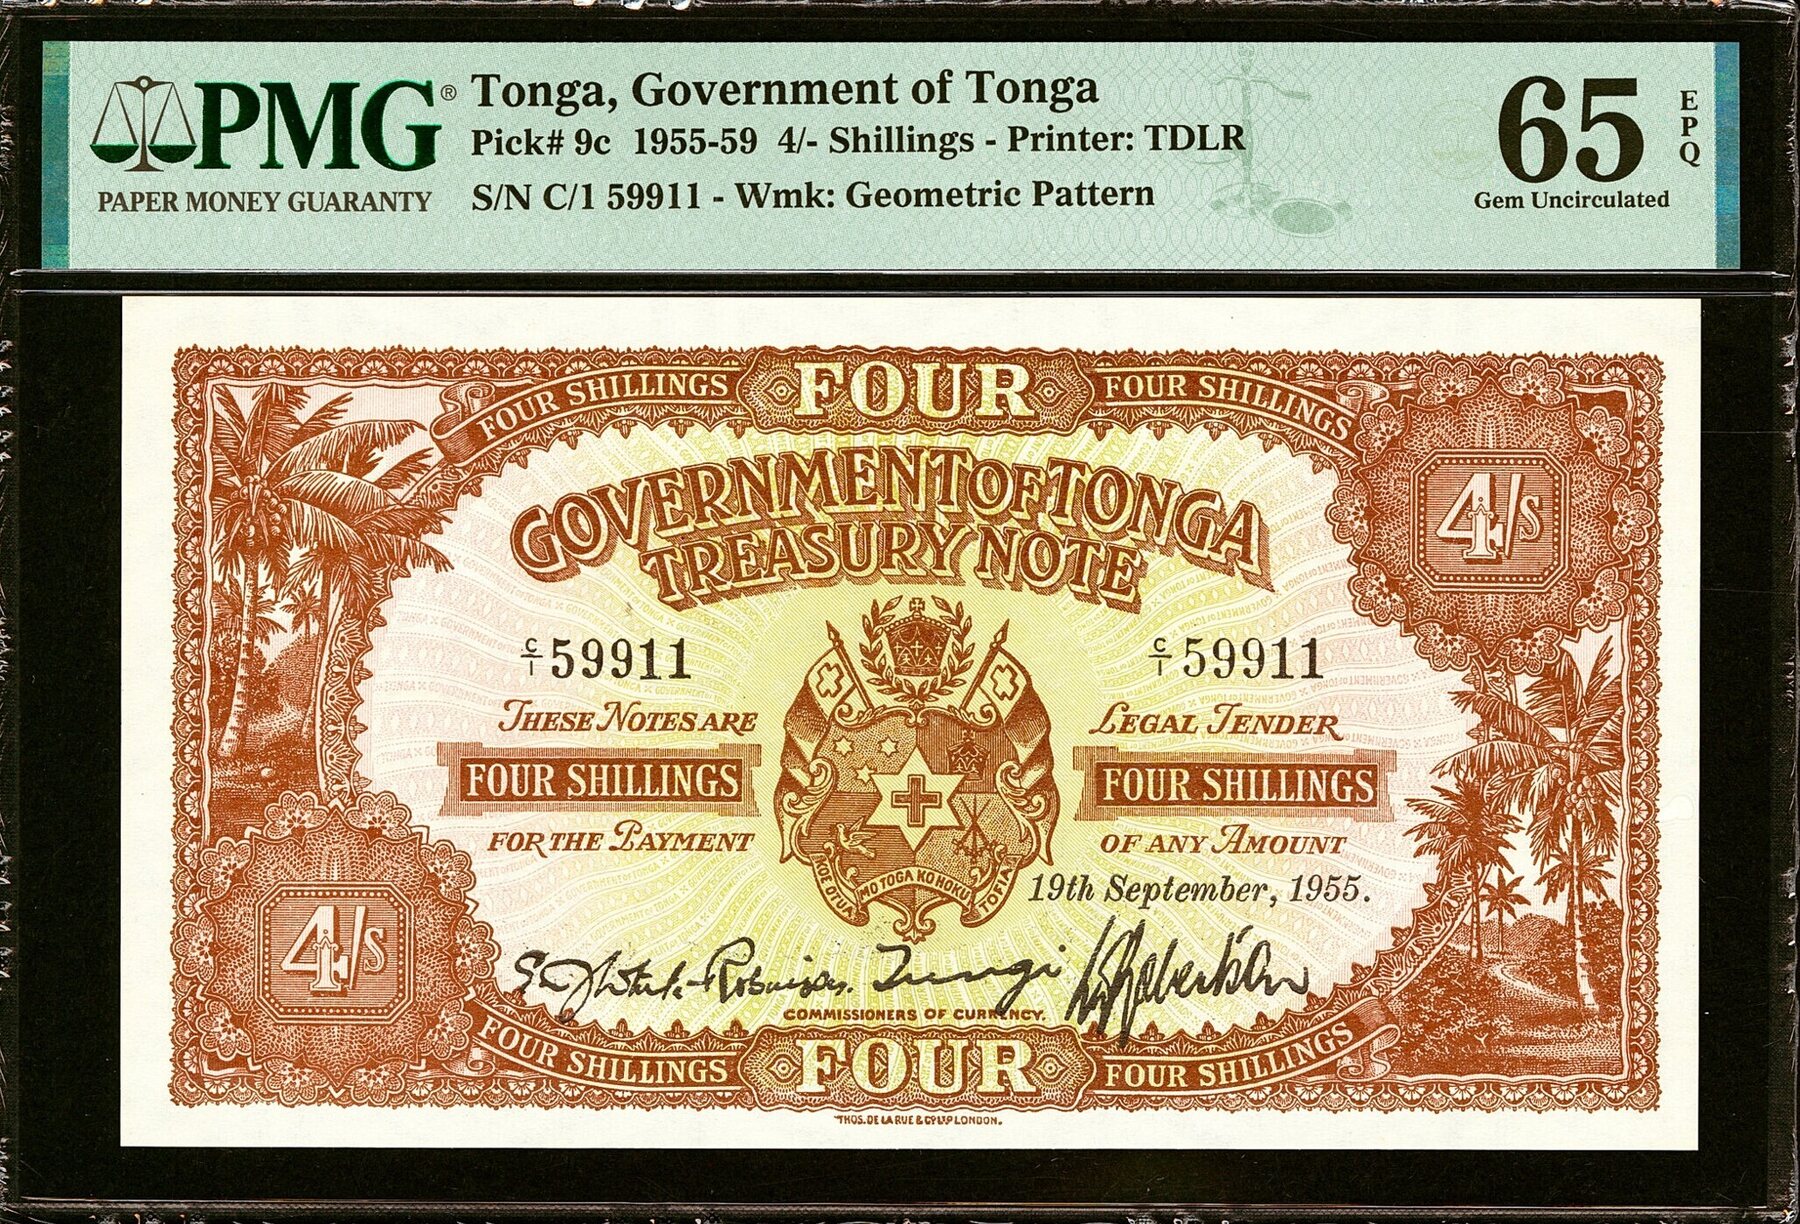 PMG®
PAPER MONEY GUARANTY
Tonga, Government of Tonga
Pick# 9c 1955-59 4/- Shillings - Printer: TDLR
S/N C/1 59911 - Wmk: Geometric Pattern
65 EPQ
Gem Uncirculated
FOUR SHILLINGS FOUR FOUR SHILLINGS
4/s
GOVERNMENT OF TONGA
TREASURY NOTE
C/1 59911 C/1 59911
THESE NOTES ARE LEGAL TENDER
FOUR SHILLINGS FOUR SHILLINGS
FOR THE PAYMENT OF ANY AMOUNT
KOE OTUA MO TOGA KO HOKU TOFIA
19th September, 1955.
4/s
Tungi
COMMISSIONERS OF CURRENCY.
FOUR SHILLINGS FOUR FOUR SHILLINGS
THOS. DE LA RUE & CO. LTD. LONDON.